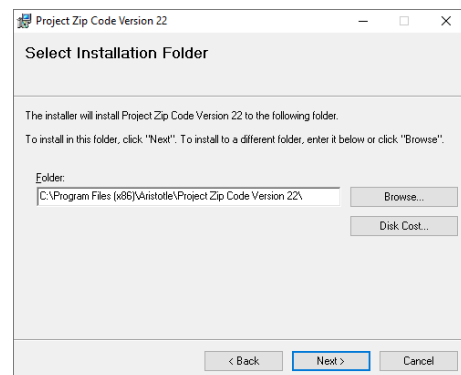 Project Zip Code Version 22
Select Installation Folder
The installer will install Project Zip Code Version 22 to the following folder.
To install in this folder, click "Next". To install to a different folder, enter it below or click "Browse".
Folder:
C:\Program Files (x86)\Aristotle\Project Zip Code Version 22\
Browse...
Disk Cost...
< Back
Next >
Cancel